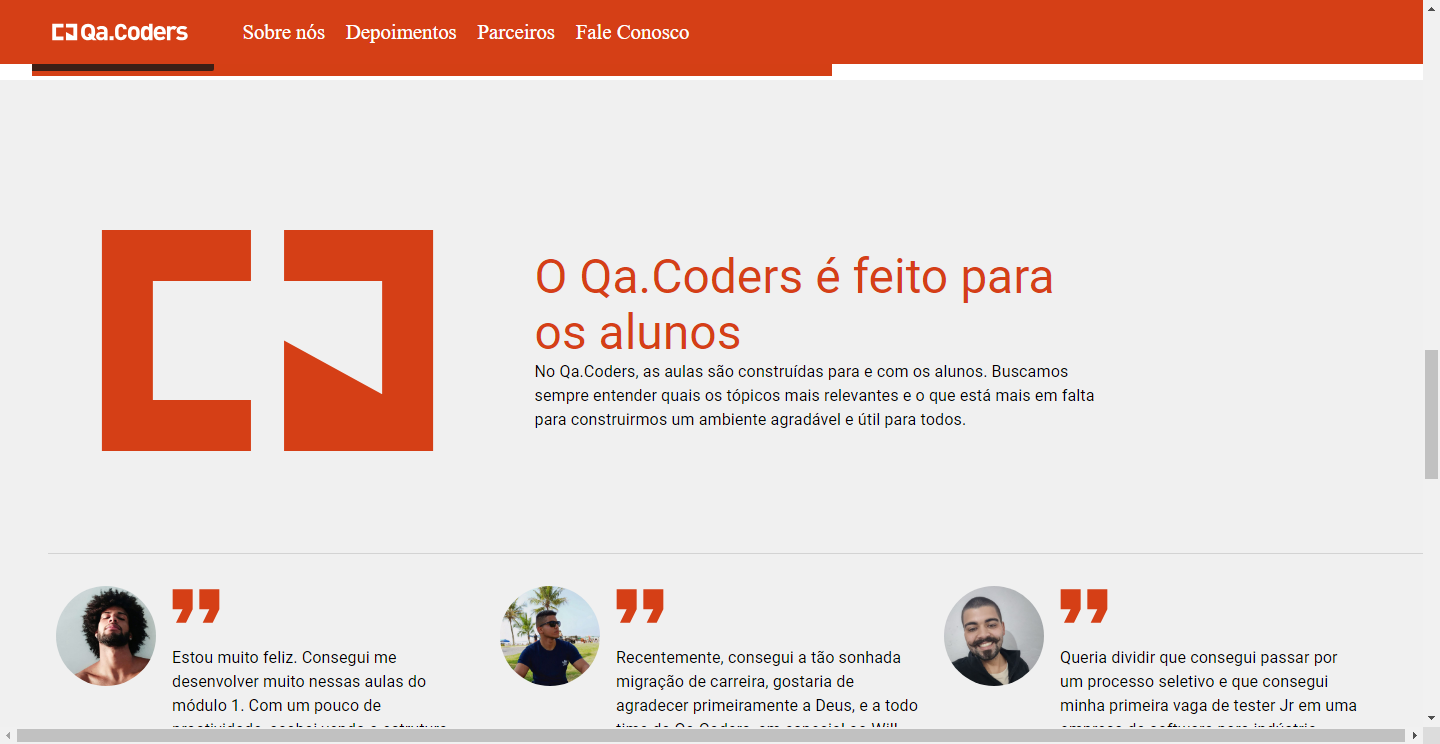 Qa.Coders
Sobre nós Depoimentos Parceiros Fale Conosco
O Qa.Coders é feito para
os alunos
No Qa.Coders, as aulas são construídas para e com os alunos. Buscamos
sempre entender quais os tópicos mais relevantes e o que está mais em falta
para construirmos um ambiente agradável e útil para todos.
Estou muito feliz. Consegui me
desenvolver muito nessas aulas do
módulo 1. Com um pouco de
Recentemente, consegui a tão sonhada
migração de carreira, gostaria de
agradecer primeiramente a Deus, e a todo
Queria dividir que consegui passar por
um processo seletivo e que consegui
minha primeira vaga de tester Jr em uma